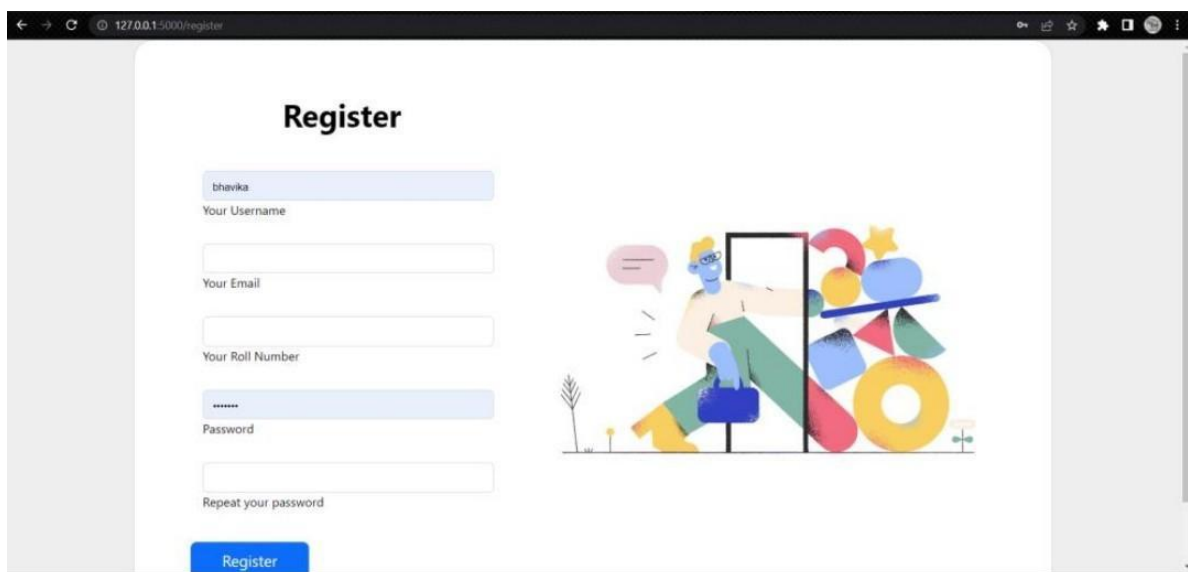 127.0.0.1:5000/register
Register
bhavika
Your Username
Your Email
Your Roll Number
•••••••
Password
Repeat your password
Register